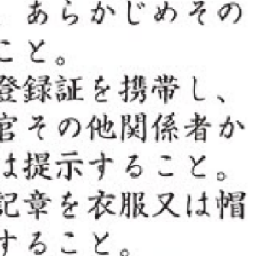 、あらかじめその
こと。
登録証を携帯し、
官その他関係者か
は提示すること。
記章を衣服又は帽
すること。